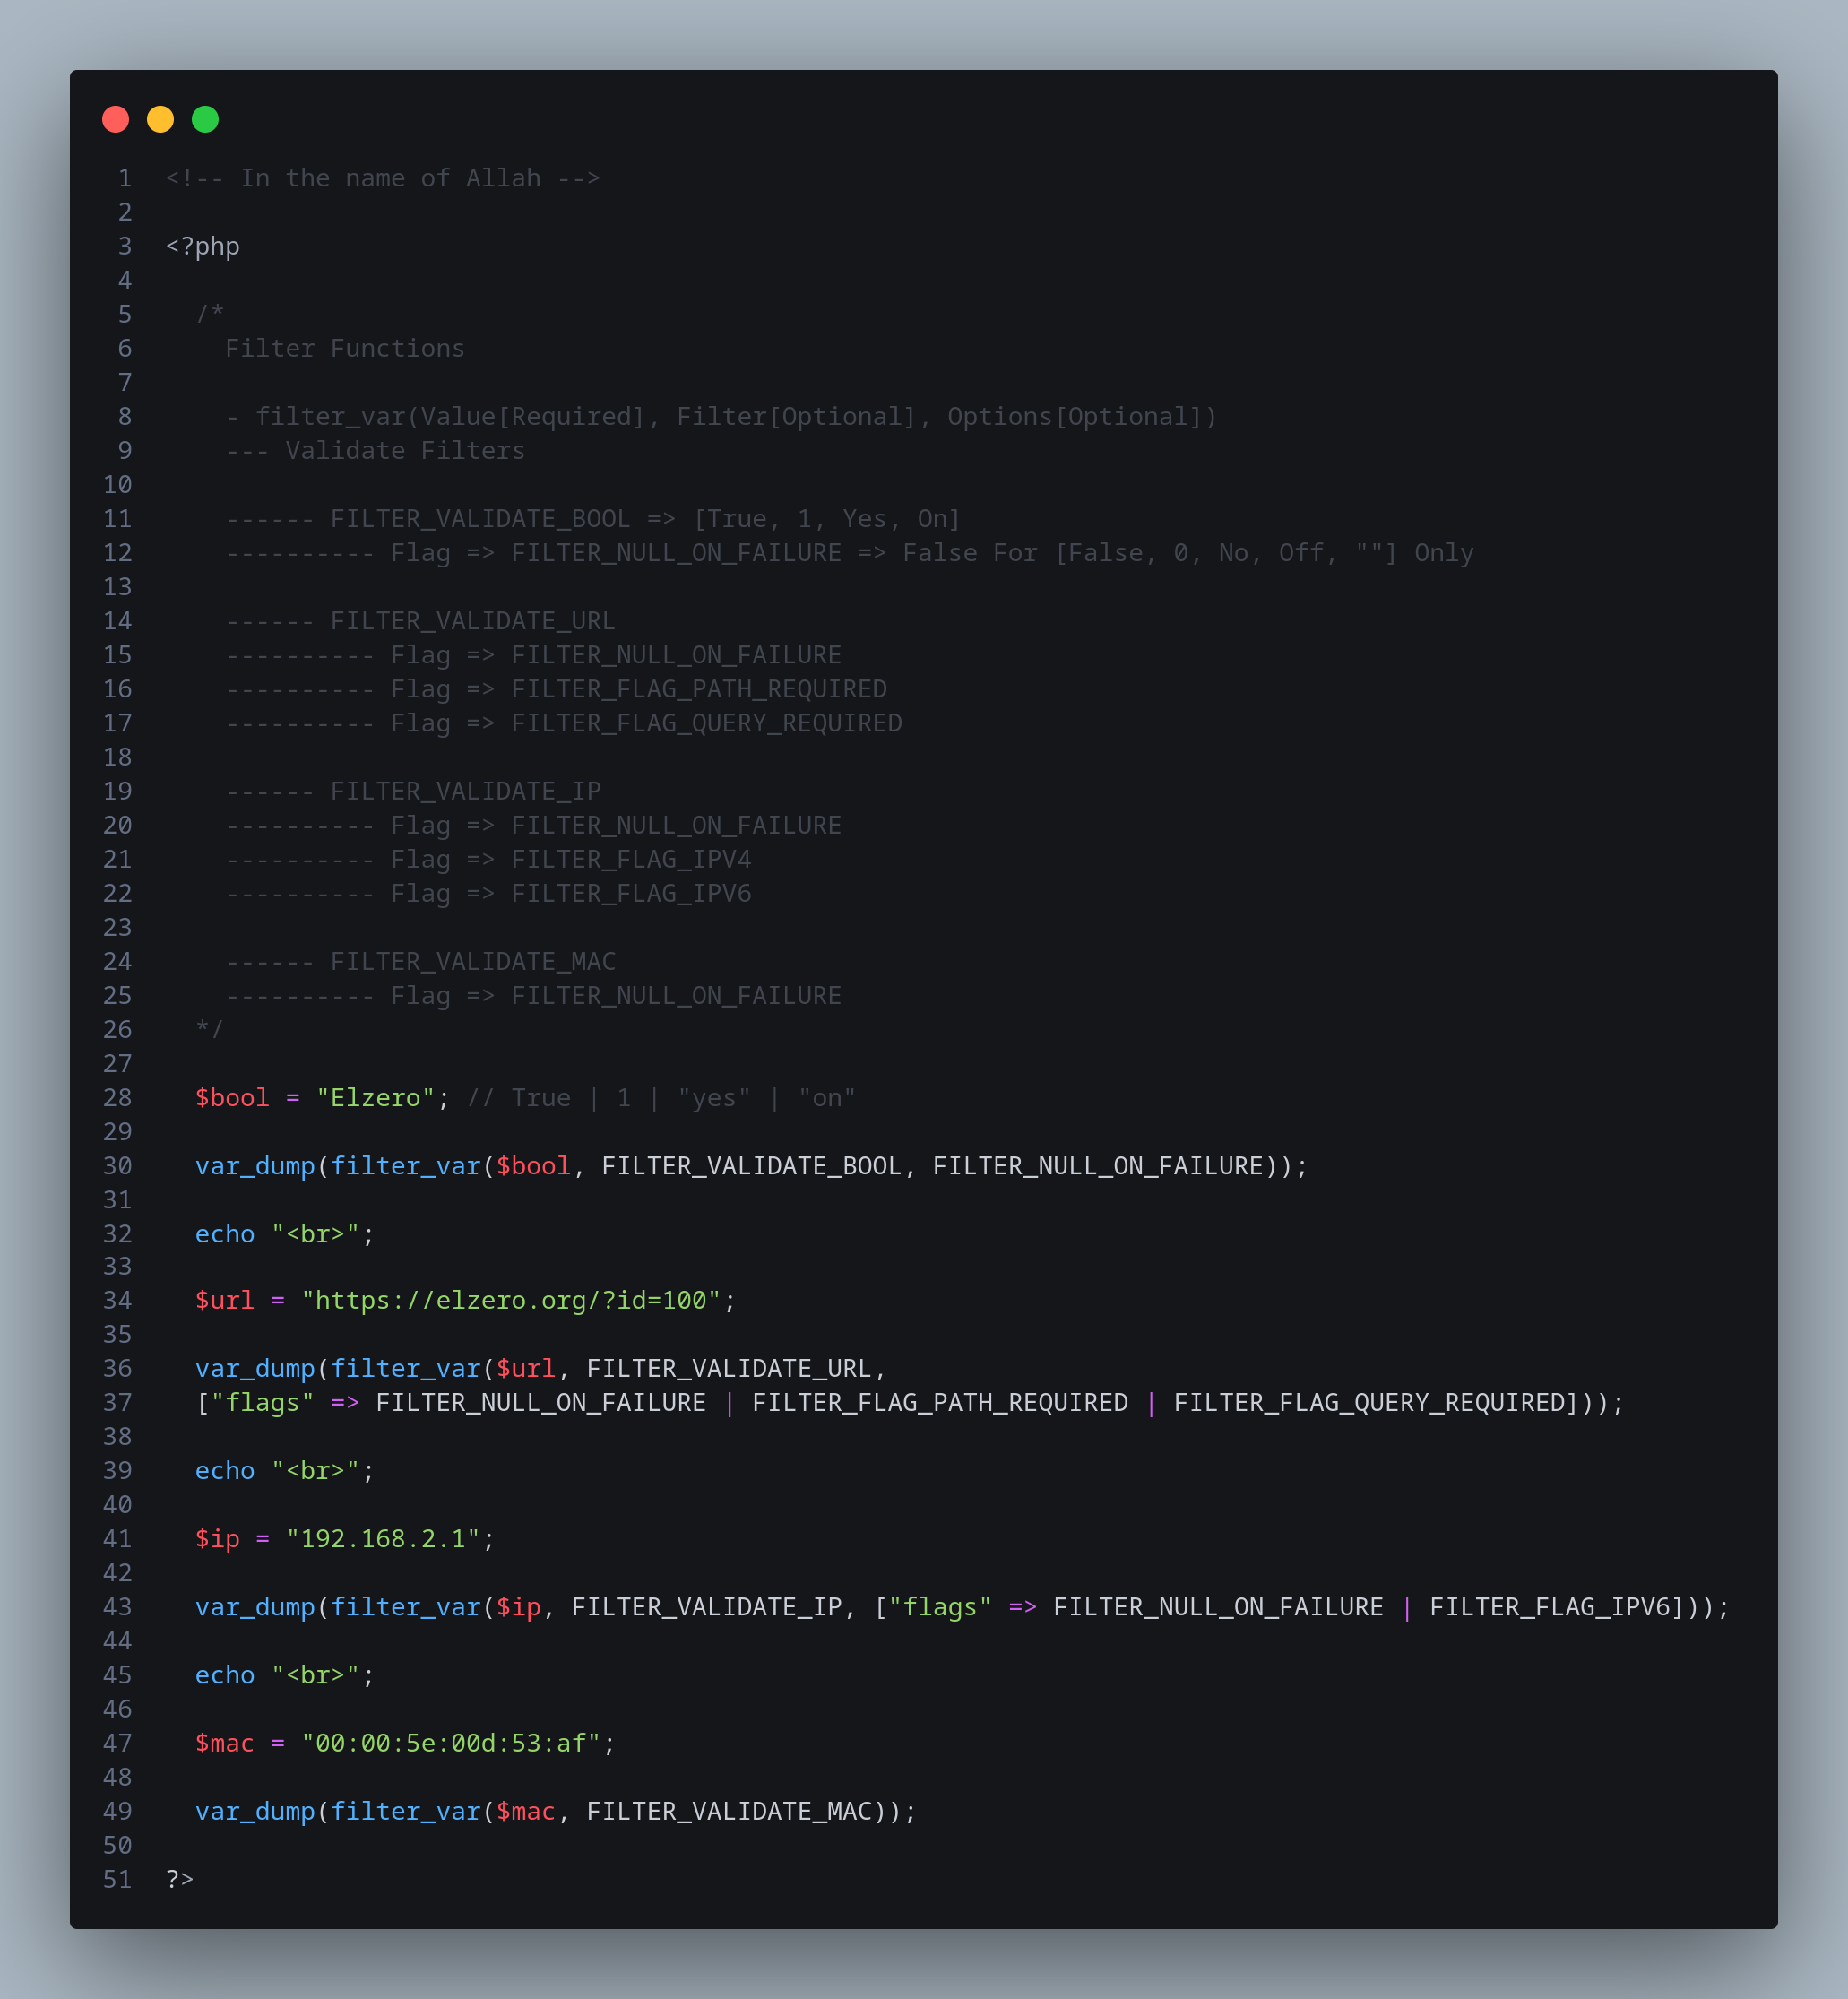 1 <!-- In the name of Allah -->
2
3 <?php
4
5   /*
6     Filter Functions
7
8     - filter_var(Value[Required], Filter[Optional], Options[Optional])
9     --- Validate Filters
10
11     ------ FILTER_VALIDATE_BOOL => [True, 1, Yes, On]
12     ---------- Flag => FILTER_NULL_ON_FAILURE => False For [False, 0, No, Off, ""] Only
13
14     ------ FILTER_VALIDATE_URL
15     ---------- Flag => FILTER_NULL_ON_FAILURE
16     ---------- Flag => FILTER_FLAG_PATH_REQUIRED
17     ---------- Flag => FILTER_FLAG_QUERY_REQUIRED
18
19     ------ FILTER_VALIDATE_IP
20     ---------- Flag => FILTER_NULL_ON_FAILURE
21     ---------- Flag => FILTER_FLAG_IPV4
22     ---------- Flag => FILTER_FLAG_IPV6
23
24     ------ FILTER_VALIDATE_MAC
25     ---------- Flag => FILTER_NULL_ON_FAILURE
26   */
27
28   $bool = "Elzero"; // True | 1 | "yes" | "on"
29
30   var_dump(filter_var($bool, FILTER_VALIDATE_BOOL, FILTER_NULL_ON_FAILURE));
31
32   echo "<br>";
33
34   $url = "https://elzero.org/?id=100";
35
36   var_dump(filter_var($url, FILTER_VALIDATE_URL,
37   ["flags" => FILTER_NULL_ON_FAILURE | FILTER_FLAG_PATH_REQUIRED | FILTER_FLAG_QUERY_REQUIRED]));
38
39   echo "<br>";
40
41   $ip = "192.168.2.1";
42
43   var_dump(filter_var($ip, FILTER_VALIDATE_IP, ["flags" => FILTER_NULL_ON_FAILURE | FILTER_FLAG_IPV6]));
44
45   echo "<br>";
46
47   $mac = "00:00:5e:00d:53:af";
48
49   var_dump(filter_var($mac, FILTER_VALIDATE_MAC));
50
51 ?>